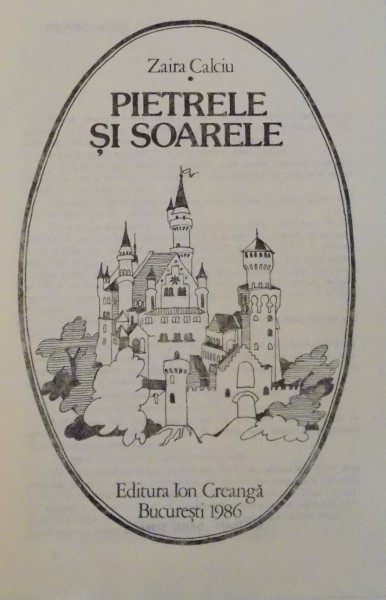 Zaira Calciu
PIETRELE
ȘI SOARELE
Editura Ion Creangă
București 1986